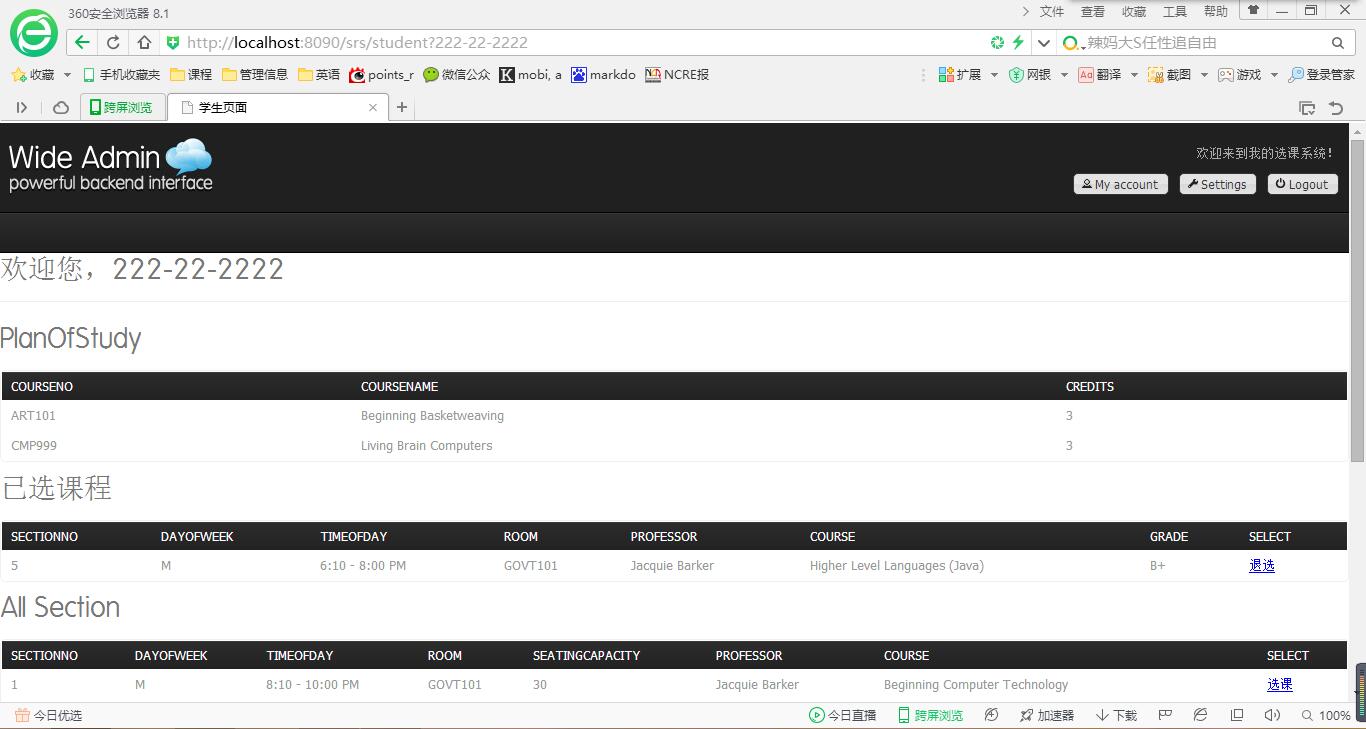 360安全浏览器 8.1 文件 查看 收藏 工具 帮助
http://localhost:8090/srs/student?222-22-2222 辣妈大S任性追自由
收藏 手机收藏夹 课程 管理信息 英语 points_r 微信公众 mobi, a markdo NCRE报 扩展 网银 翻译 截图 游戏 登录管家
跨屏浏览 学生页面
Wide Admin
powerful backend interface
欢迎来到我的选课系统！
My account Settings Logout
欢迎您，222-22-2222
PlanOfStudy
COURSENO COURSENAME CREDITS
ART101 Beginning Basketweaving 3
CMP999 Living Brain Computers 3
已选课程
SECTIONNO DAYOFWEEK TIMEOFDAY ROOM PROFESSOR COURSE GRADE SELECT
5 M 6:10 - 8:00 PM GOVT101 Jacquie Barker Higher Level Languages (Java) B+ 退选
All Section
SECTIONNO DAYOFWEEK TIMEOFDAY ROOM SEATINGCAPACITY PROFESSOR COURSE SELECT
1 M 8:10 - 10:00 PM GOVT101 30 Jacquie Barker Beginning Computer Technology 选课
今日优选 今日直播 跨屏浏览 加速器 下载 100%